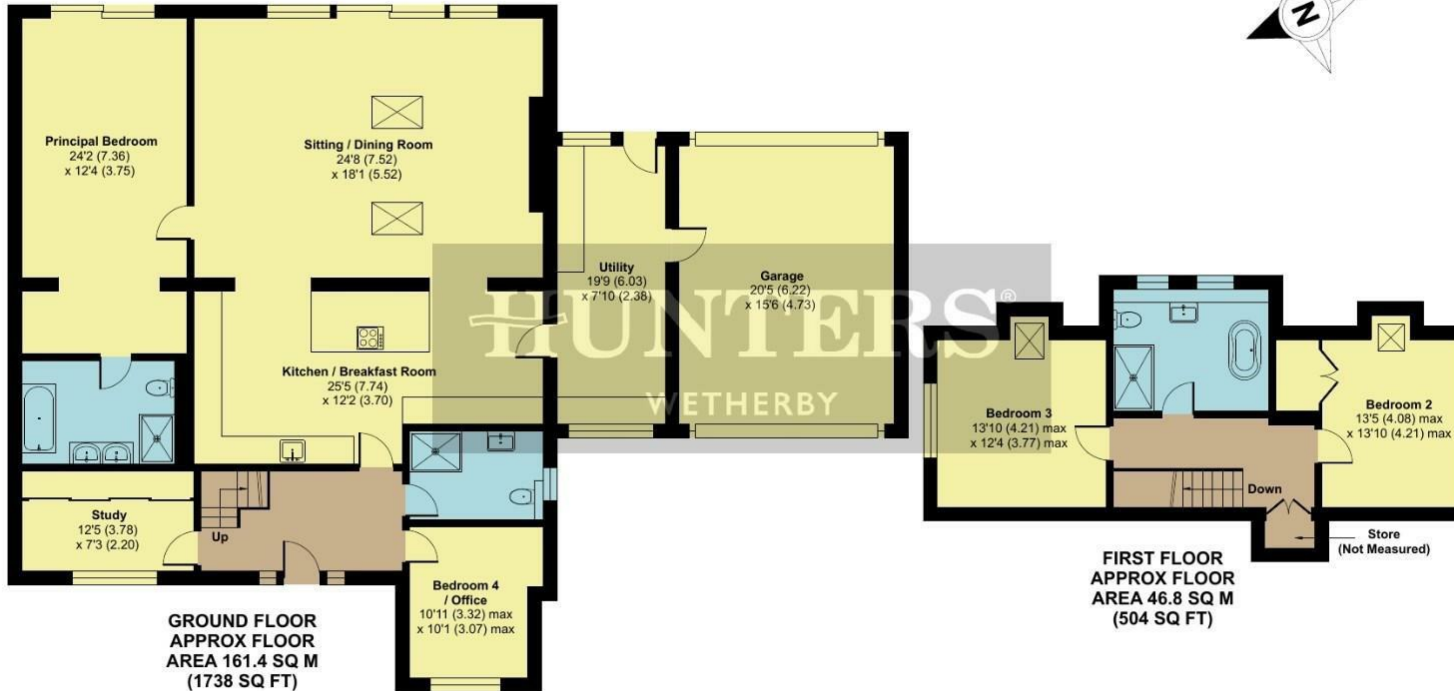 N
Principal Bedroom
24'2 (7.36)
x 12'4 (3.75)
Sitting / Dining Room
24'8 (7.52)
x 18'1 (5.52)
Utility
19'9 (6.03)
x 7'10 (2.38)
Garage
20'5 (6.22)
x 15'6 (4.73)
HUNTERS®
WETHERBY
Kitchen / Breakfast Room
25'5 (7.74)
x 12'2 (3.70)
Study
12'5 (3.78)
x 7'3 (2.20)
Up
Bedroom 4
/ Office
10'11 (3.32) max
x 10'1 (3.07) max
GROUND FLOOR
APPROX FLOOR
AREA 161.4 SQ M
(1738 SQ FT)
Bedroom 3
13'10 (4.21) max
x 12'4 (3.77) max
Bedroom 2
13'5 (4.08) max
x 13'10 (4.21) max
Down
Store
(Not Measured)
FIRST FLOOR
APPROX FLOOR
AREA 46.8 SQ M
(504 SQ FT)